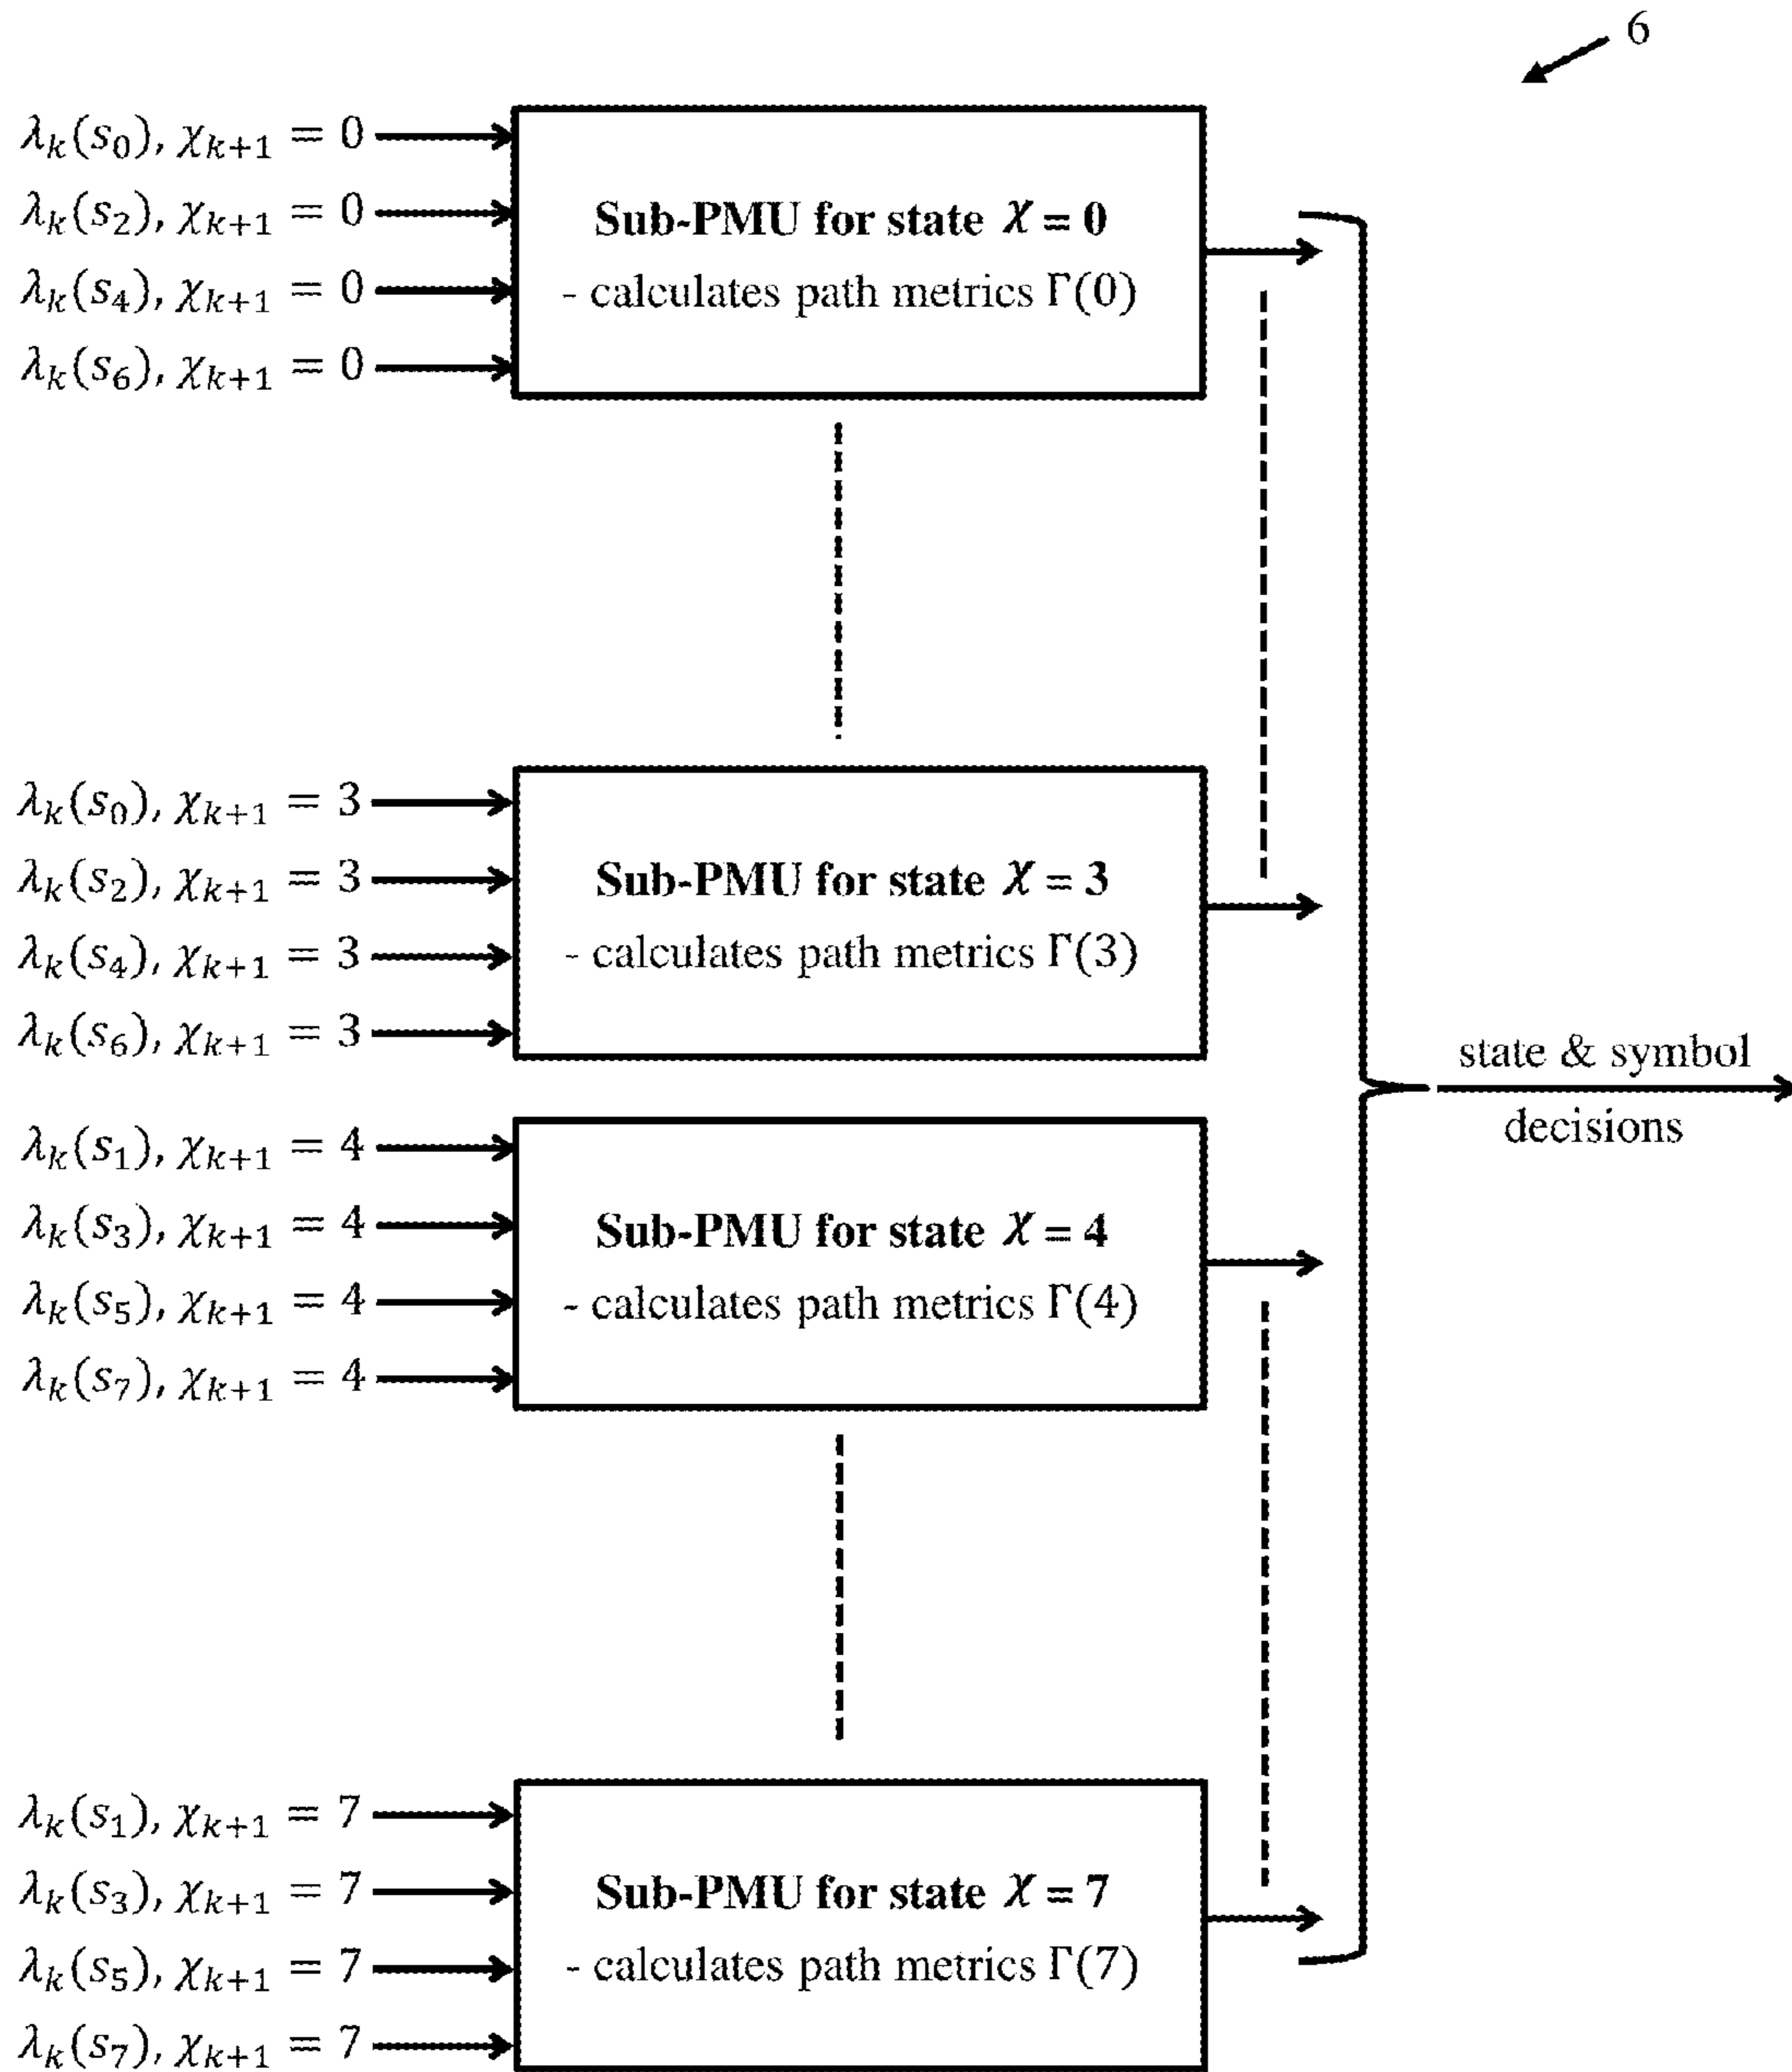 6
λₖ(s₀), χₖ₊₁ = 0
λₖ(s₂), χₖ₊₁ = 0
λₖ(s₄), χₖ₊₁ = 0
λₖ(s₆), χₖ₊₁ = 0
Sub-PMU for state χ = 0
- calculates path metrics Γ(0)
λₖ(s₀), χₖ₊₁ = 3
λₖ(s₂), χₖ₊₁ = 3
λₖ(s₄), χₖ₊₁ = 3
λₖ(s₆), χₖ₊₁ = 3
Sub-PMU for state χ = 3
- calculates path metrics Γ(3)
state & symbol
decisions
λₖ(s₁), χₖ₊₁ = 4
λₖ(s₃), χₖ₊₁ = 4
λₖ(s₅), χₖ₊₁ = 4
λₖ(s₇), χₖ₊₁ = 4
Sub-PMU for state χ = 4
- calculates path metrics Γ(4)
λₖ(s₁), χₖ₊₁ = 7
λₖ(s₃), χₖ₊₁ = 7
λₖ(s₅), χₖ₊₁ = 7
λₖ(s₇), χₖ₊₁ = 7
Sub-PMU for state χ = 7
- calculates path metrics Γ(7)